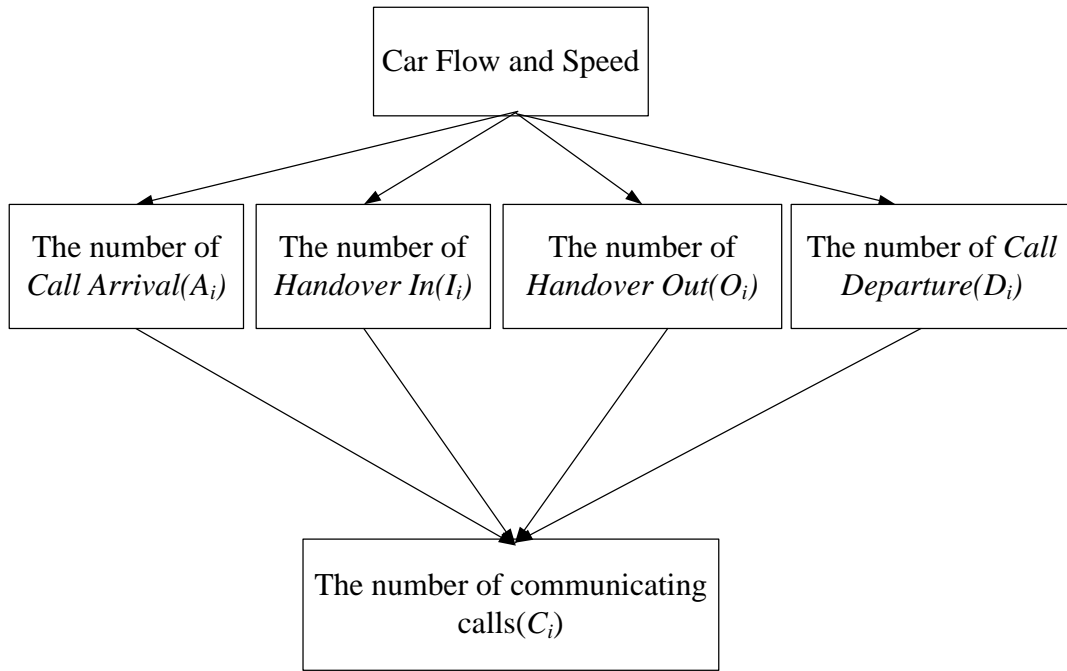 Car Flow and Speed
The number of
Call Arrival(Ai)
The number of
Handover In(Ii)
The number of
Handover Out(Oi)
The number of Call
Departure(Di)
The number of communicating
calls(Ci)